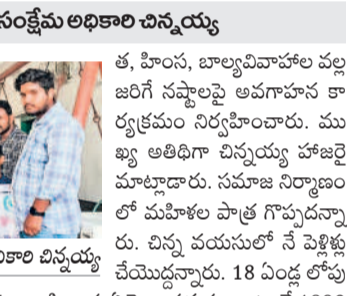 సంక్షేమ అధికారి చిన్నయ్య
త, హింస, బాల్యవివాహాల వల్ల
జరిగే నష్టాలపై అవగాహన కా
ర్యక్రమం నిర్వహించారు. ము
ఖ్య అతిథిగా చిన్నయ్య హాజరై
మాట్లాడారు. సమాజ నిర్మాణం
లో మహిళల పాత్ర గొప్పదన్నా
రు. చిన్న వయసులో నే పెళ్లిళ్లు
చేయొద్దన్నారు. 18 ఏండ్ల లోపు
చిన్నయ్య